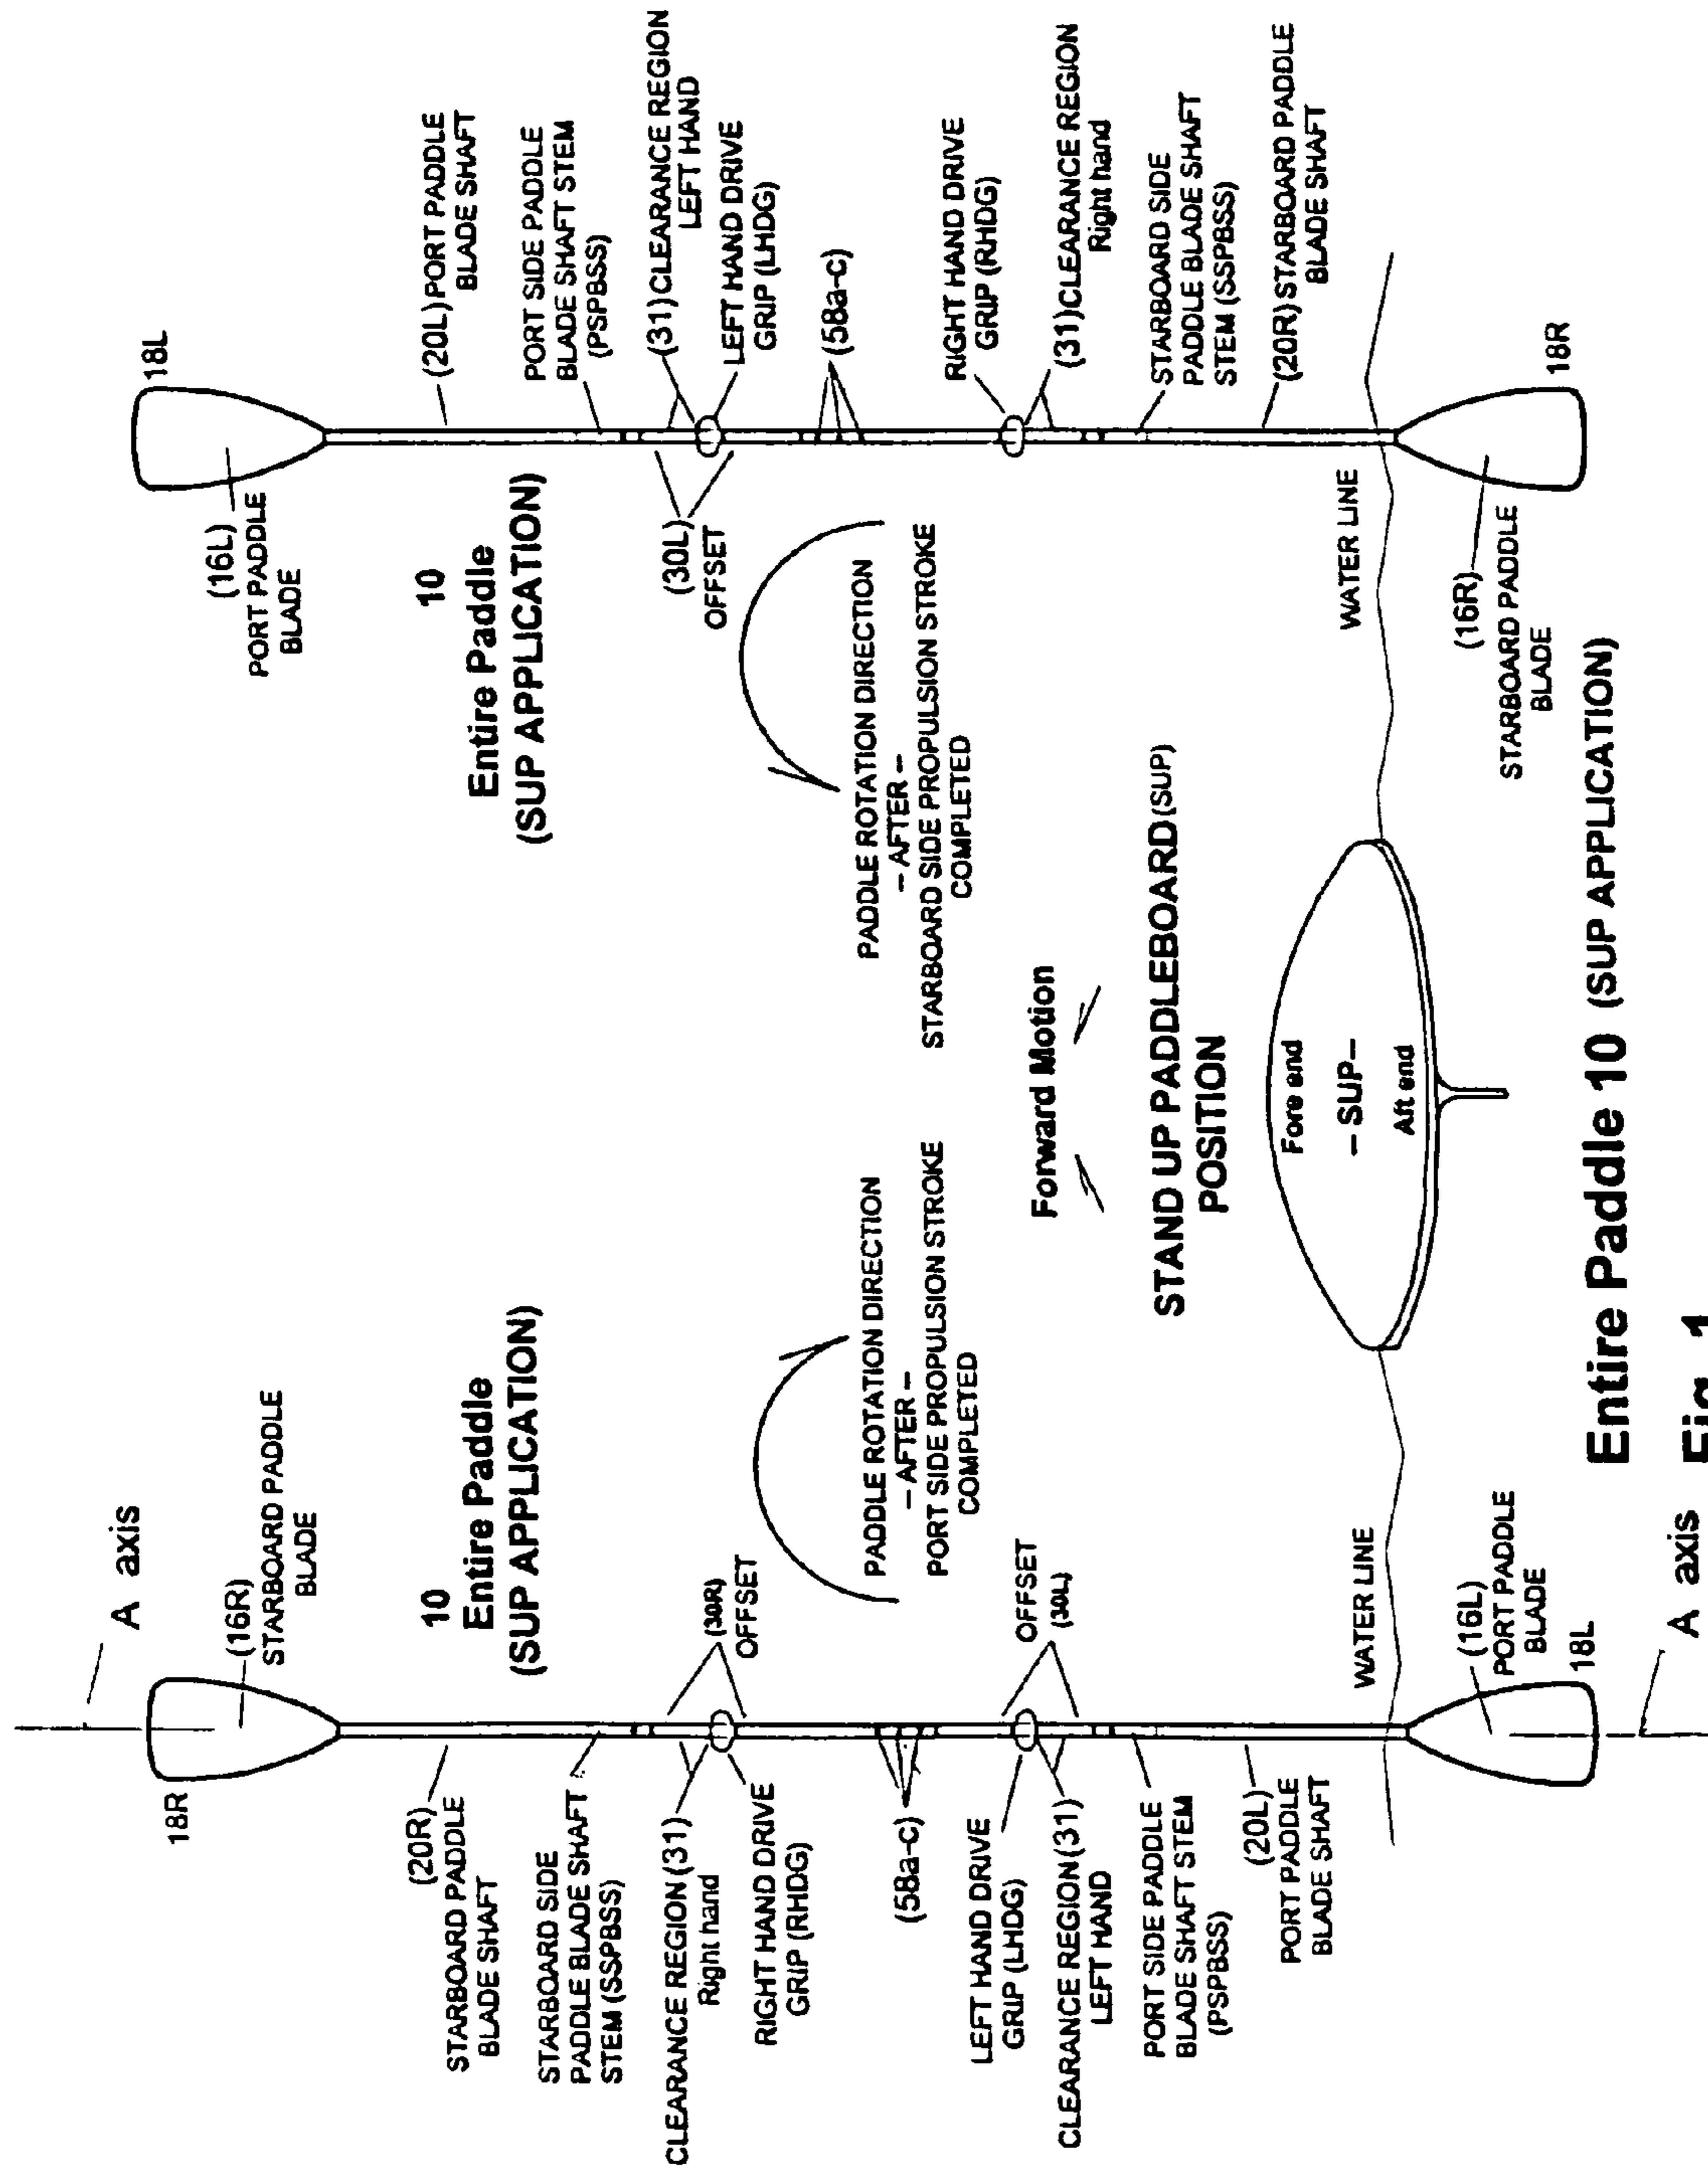 A axis
18R
(16R)
STARBOARD PADDLE
BLADE
10
Entire Paddle
(SUP APPLICATION)
(20R)
STARBOARD PADDLE
BLADE SHAFT
STARBOARD SIDE
PADDLE BLADE SHAFT
STEM (SSPBSS)
CLEARANCE REGION (31)
Right hand
(30R)
OFFSET
RIGHT HAND DRIVE
GRIP (RHDG)
(58a-c)
PADDLE ROTATION DIRECTION
– AFTER –
PORT SIDE PROPULSION STROKE
COMPLETED
LEFT HAND DRIVE
GRIP (LHDG)
OFFSET
(30L)
CLEARANCE REGION (31)
LEFT HAND
PORT SIDE PADDLE
BLADE SHAFT STEM
(PSPBSS)
(20L)
PORT PADDLE
BLADE SHAFT
WATER LINE
(16L)
PORT PADDLE
BLADE
18L
A axis
18L
(16L)
PORT PADDLE
BLADE
(20L) PORT PADDLE
BLADE SHAFT
10
Entire Paddle
(SUP APPLICATION)
PORT SIDE PADDLE
BLADE SHAFT STEM
(PSPBSS)
(31) CLEARANCE REGION
LEFT HAND
(30L)
OFFSET
LEFT HAND DRIVE
GRIP (LHDG)
(58a-c)
PADDLE ROTATION DIRECTION
– AFTER –
STARBOARD SIDE PROPULSION STROKE
COMPLETED
RIGHT HAND DRIVE
GRIP (RHDG)
(31) CLEARANCE REGION
Right hand
STARBOARD SIDE
PADDLE BLADE SHAFT
STEM (SSPBSS)
(20R) STARBOARD PADDLE
BLADE SHAFT
WATER LINE
(16R)
STARBOARD PADDLE
BLADE
18R
Forward Motion
STAND UP PADDLEBOARD (SUP)
POSITION
Fore end
– SUP –
Aft end
Entire Paddle 10 (SUP APPLICATION)
Fig. 1